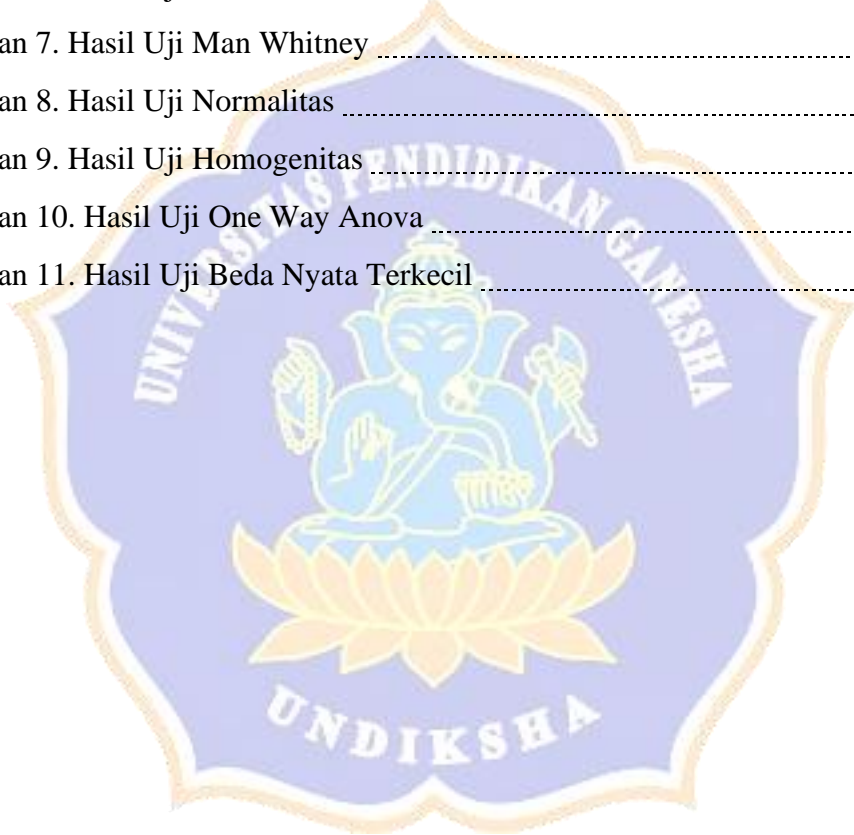 an 7. Hasil Uji Man Whitney
an 8. Hasil Uji Normalitas
an 9. Hasil Uji Homogenitas
an 10. Hasil Uji One Way Anova
an 11. Hasil Uji Beda Nyata Terkecil
UNIVERSITAS PENDIDIKAN GANESHA
UNDIKSHA